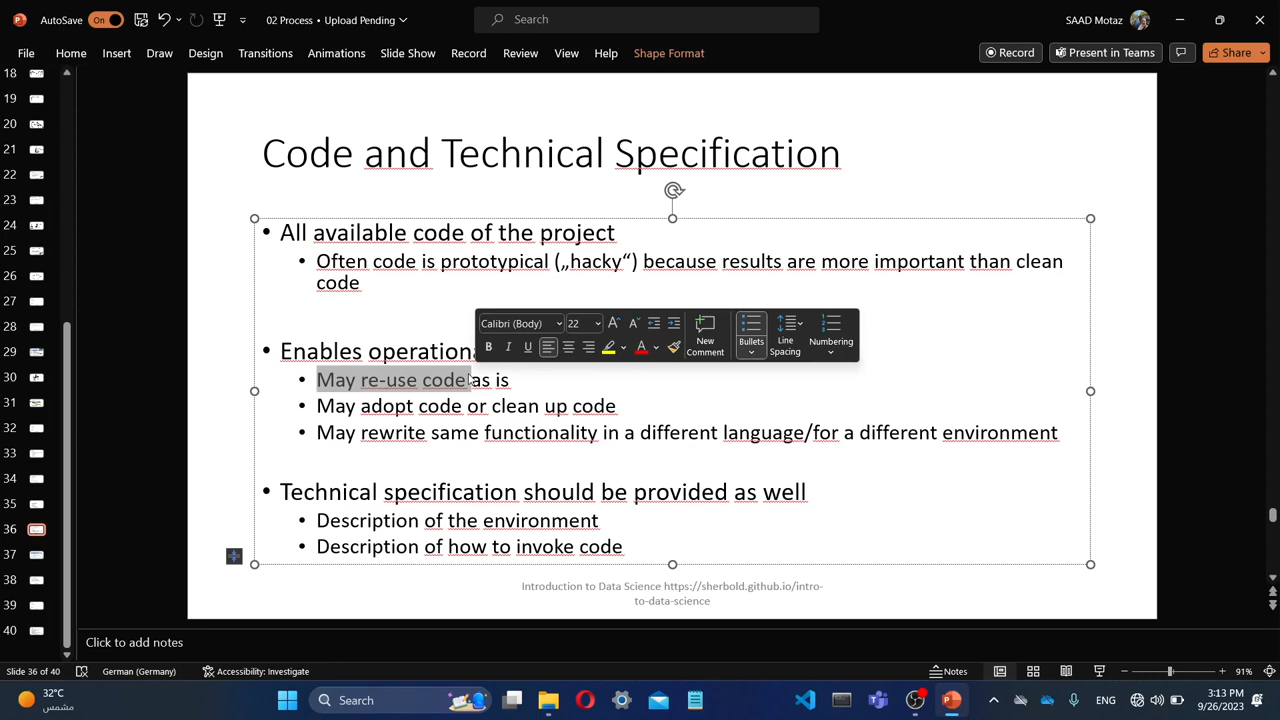 AutoSave On 02 Process • Upload Pending Search SAAD Motaz
File Home Insert Draw Design Transitions Animations Slide Show Record Review View Help Shape Format Record Present in Teams Share
18
19
20
21
22
23
24
25
26
27
28
29
30
31
32
33
34
35
36
37
38
39
40
Code and Technical Specification
• All available code of the project
• Often code is prototypical („hacky“) because results are more important than clean
code
Calibri (Body) 22 A A
B I U A
New
Comment
Bullets
Line
Spacing
Numbering
• Enables operationa
• May re-use code as is
• May adopt code or clean up code
• May rewrite same functionality in a different language/for a different environment
• Technical specification should be provided as well
• Description of the environment
• Description of how to invoke code
Introduction to Data Science https://sherbold.github.io/intro-
to-data-science
Click to add notes
Slide 36 of 40 German (Germany) Accessibility: Investigate Notes 91%
32°C
مشمس
Search
ENG
3:13 PM
9/26/2023